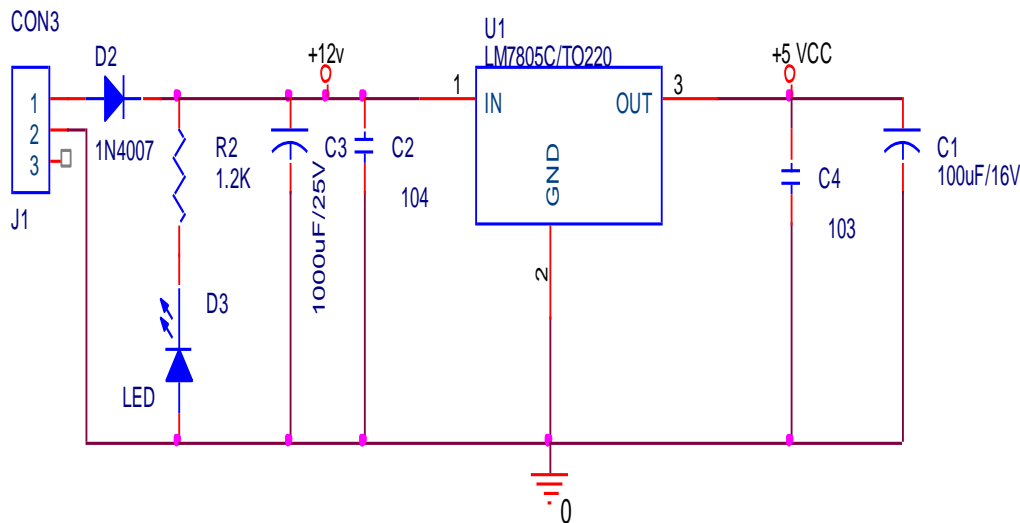 CON3
D2
+12v
U1
LM7805C/TO220
+5 VCC
1
1
IN
OUT
3
2
3
1N4007
R2
1.2K
C3
1000uF/25V
C2
104
GND
2
C4
103
C1
100uF/16V
J1
D3
LED
0